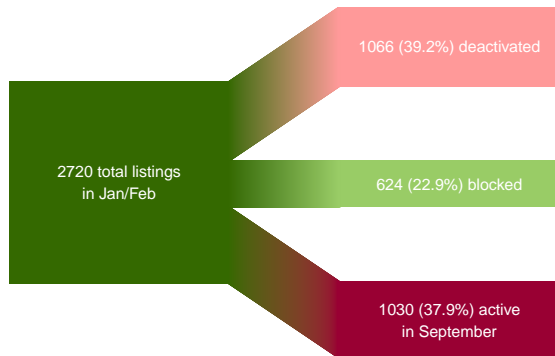 1066 (39.2%) deactivated
2720 total listings
in Jan/Feb
624 (22.9%) blocked
1030 (37.9%) active
in September